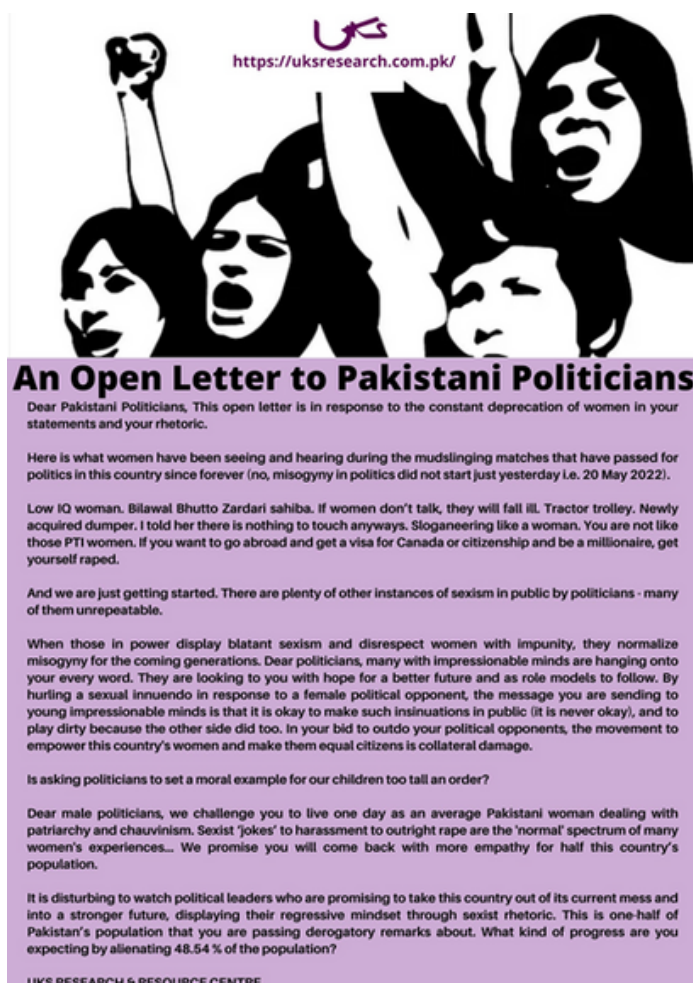 Uks
https://uksresearch.com.pk/
An Open Letter to Pakistani Politicians
Dear Pakistani Politicians, This open letter is in response to the constant deprecation of women in your
statements and your rhetoric.
Here is what women have been seeing and hearing during the mudslinging matches that have passed for
politics in this country since forever (no, misogyny in politics did not start just yesterday i.e. 20 May 2022).
Low IQ woman. Bilawal Bhutto Zardari sahiba. If women don't talk, they will fall ill. Tractor trolley. Newly
acquired dumper. I told her there is nothing to touch anyways. Sloganeering like a woman. You are not like
those PTI women. If you want to go abroad and get a visa for Canada or citizenship and be a millionaire, get
yourself raped.
And we are just getting started. There are plenty of other instances of sexism in public by politicians - many
of them unrepeatable.
When those in power display blatant sexism and disrespect women with impunity, they normalize
misogyny for the coming generations. Dear politicians, many with impressionable minds are hanging onto
your every word. They are looking to you with hope for a better future and as role models to follow. By
hurling a sexual innuendo in response to a female political opponent, the message you are sending to
young impressionable minds is that it is okay to make such insinuations in public (it is never okay), and to
play dirty because the other side did too. In your bid to outdo your political opponents, the movement to
empower this country's women and make them equal citizens is collateral damage.
Is asking politicians to set a moral example for our children too tall an order?
Dear male politicians, we challenge you to live one day as an average Pakistani woman dealing with
patriarchy and chauvinism. Sexist 'jokes' to harassment to outright rape are the 'normal' spectrum of many
women's experiences... We promise you will come back with more empathy for half this country's
population.
It is disturbing to watch political leaders who are promising to take this country out of its current mess and
into a stronger future, displaying their regressive mindset through sexist rhetoric. This is one-half of
Pakistan's population that you are passing derogatory remarks about. What kind of progress are you
expecting by alienating 48.54 % of the population?
UKS RESEARCH & RESOURCE CENTRE